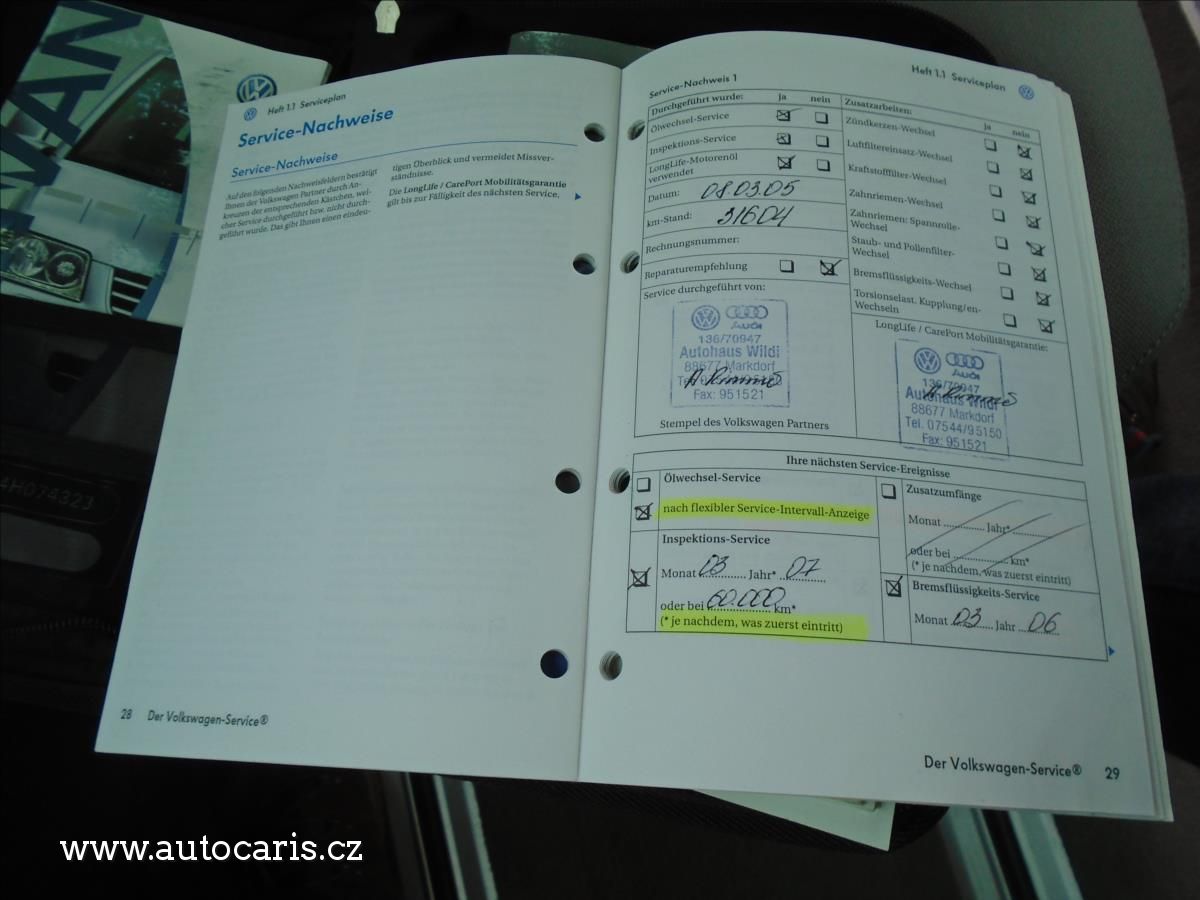 VAN
Heft 1.1 Serviceplan
Service-Nachweise
Service-Nachweise
Auf den folgenden Nachweisfeldern bestätigt
Ihnen der Volkswagen Partner durch An-
kreuzen der entsprechenden Kästchen, wel-
cher Service durchgeführt bzw. nicht durch-
geführt wurde. Das gibt Ihnen einen eindeu-
tigen Überblick und vermeidet Missver-
ständnisse.
Die LongLife / CarePort Mobilitätsgarantie
gilt bis zur Fälligkeit des nächsten Service.
28 Der Volkswagen-Service®
Heft 1.1 Serviceplan
Service-Nachweis 1
Durchgeführt wurde: ja nein
Ölwechsel-Service
Inspektions-Service
LongLife-Motorenöl
verwendet
Datum: 08.03.05
km-Stand: 31604
Rechnungsnummer:
Reparaturempfehlung
Zusatzarbeiten: ja nein
Zündkerzen-Wechsel
Luftfiltereinsatz-Wechsel
Kraftstofffilter-Wechsel
Zahnriemen-Wechsel
Zahnriemen: Spannrolle-
Wechsel
Staub- und Pollenfilter-
Wechsel
Bremsflüssigkeits-Wechsel
Torsionselast. Kupplung/en-
Wechseln
Service durchgeführt von:
Audi
136/70947
Autohaus Wildi
88677 Markdorf
Fax: 951521
Stempel des Volkswagen Partners
LongLife / CarePort Mobilitätsgarantie:
Audi
136/70947
Autohaus Wildi
88677 Markdorf
Tel. 07544/95150
Fax: 951521
Ihre nächsten Service-Ereignisse
Ölwechsel-Service
nach flexibler Service-Intervall-Anzeige
Inspektions-Service
Monat 03 Jahr* 07
oder bei 60.000 km*
(* je nachdem, was zuerst eintritt)
Zusatzumfänge
Monat Jahr*
oder bei km*
(* je nachdem, was zuerst eintritt)
Bremsflüssigkeits-Service
Monat 03 Jahr 06
Der Volkswagen-Service® 29
4H074323
www.autocaris.cz